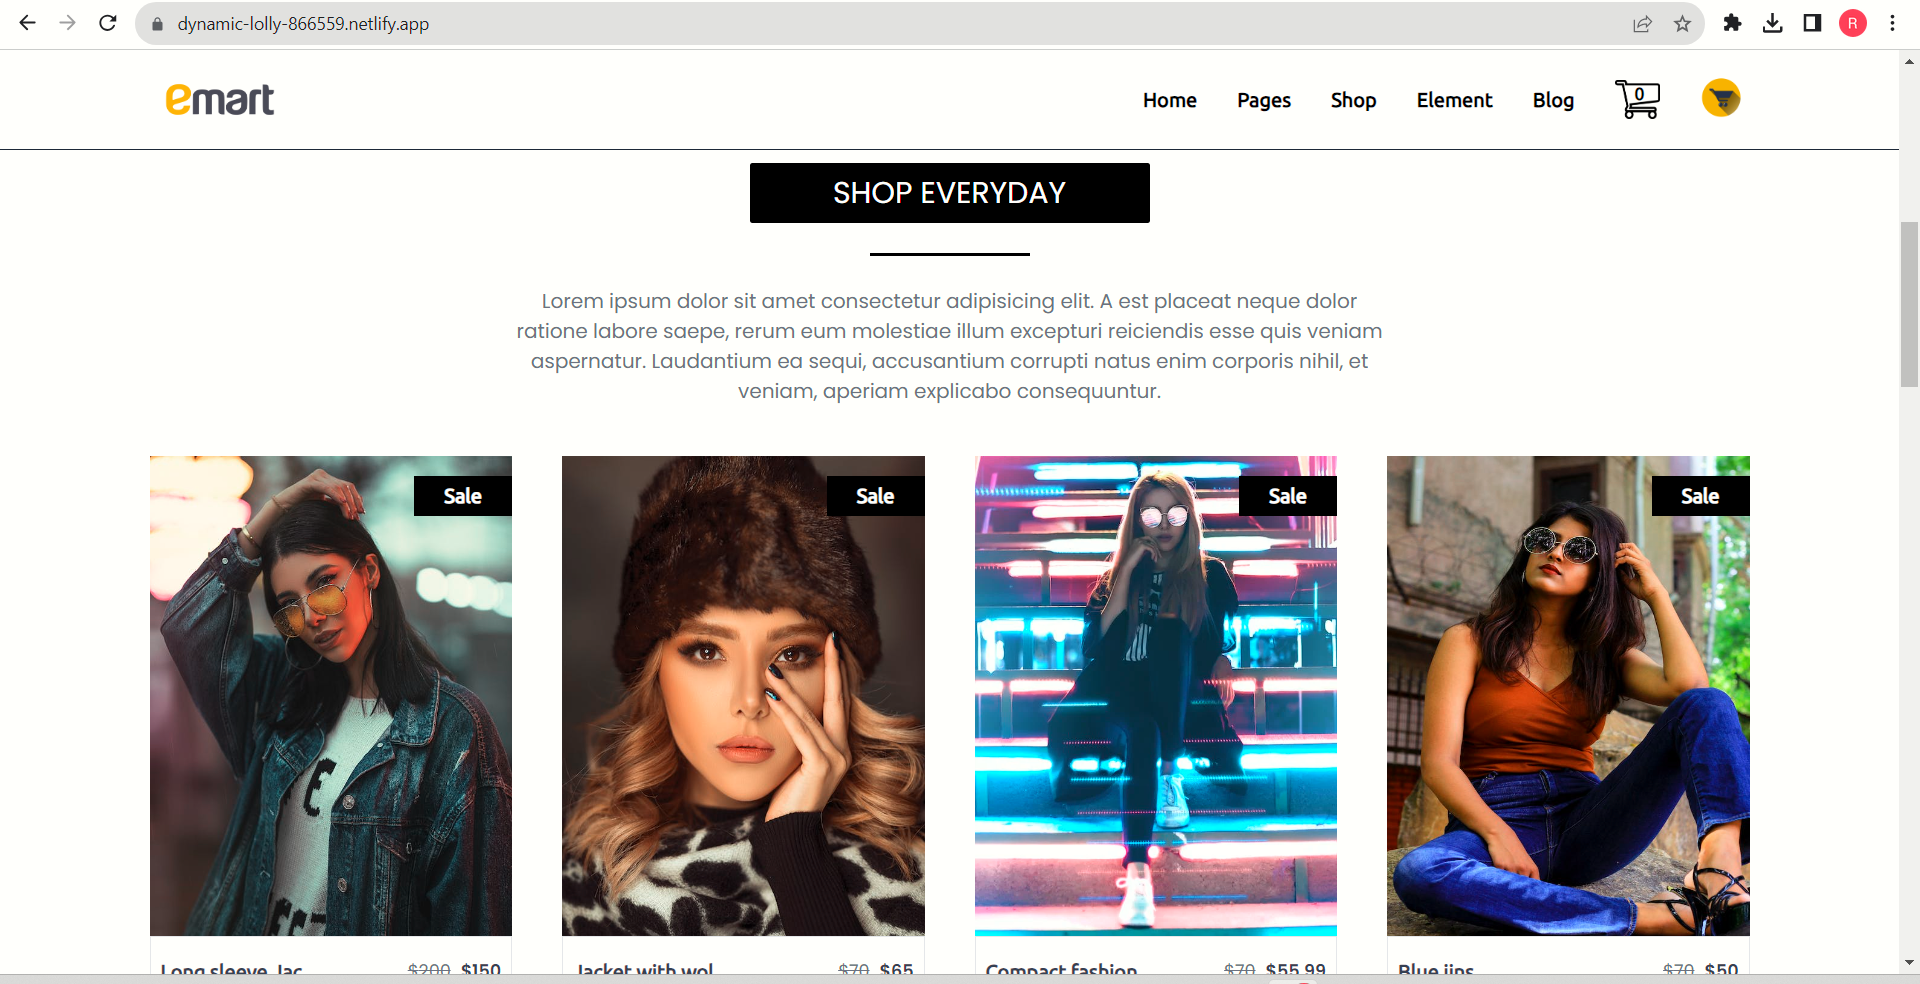 dynamic-lolly-866559.netlify.app
R
emart
Home Pages Shop Element Blog 0
SHOP EVERYDAY
Lorem ipsum dolor sit amet consectetur adipisicing elit. A est placeat neque dolor
ratione labore saepe, rerum eum molestiae illum excepturi reiciendis esse quis veniam
aspernatur. Laudantium ea sequi, accusantium corrupti natus enim corporis nihil, et
veniam, aperiam explicabo consequuntur.
Sale Sale Sale Sale
Long sleeve Jac $200 $150 Jacket with wol $70 $65 Compact fashion $70 $55.99 Blue jins $70 $50